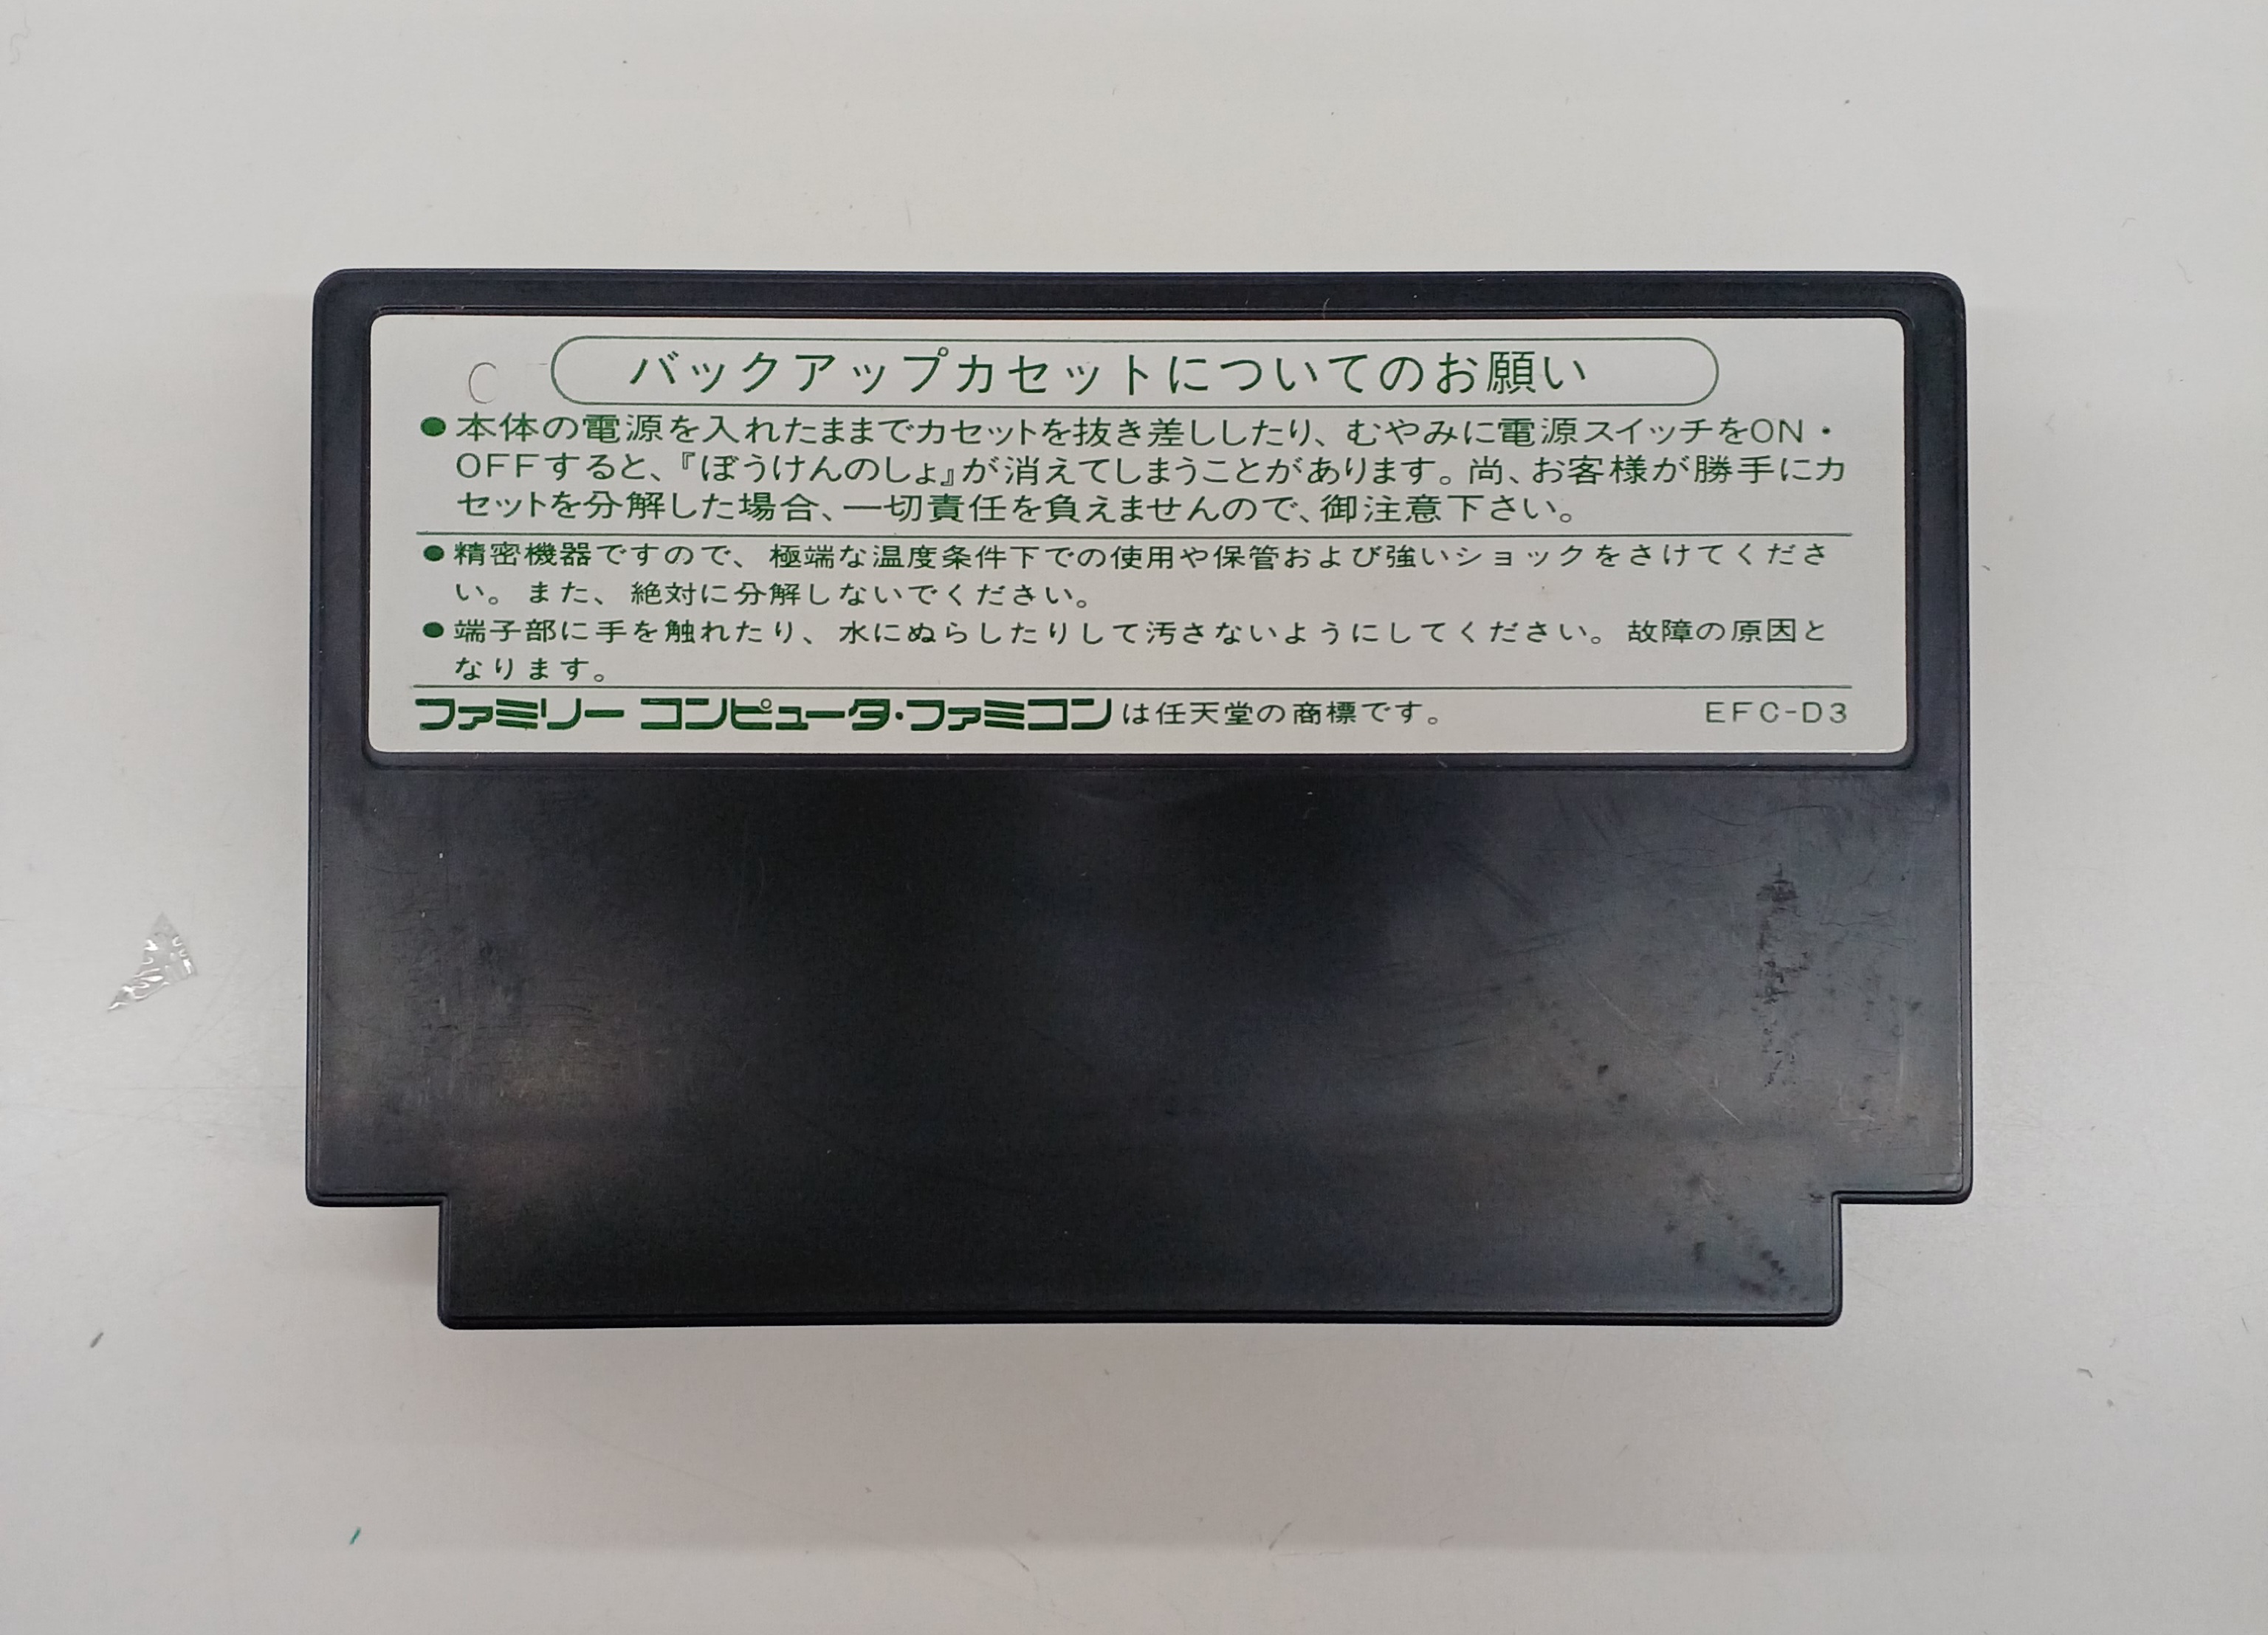 C
バックアップカセットについてのお願い
●本体の電源を入れたままでカセットを抜き差ししたり、むやみに電源スイッチをON・
OFFすると、『ぼうけんのしょ』が消えてしまうことがあります。尚、お客様が勝手にカ
セットを分解した場合、一切責任を負えませんので、御注意下さい。
●精密機器ですので、極端な温度条件下での使用や保管および強いショックをさけてくださ
い。また、絶対に分解しないでください。
●端子部に手を触れたり、水にぬらしたりして汚さないようにしてください。故障の原因と
なります。
ファミリー コンピュータ・ファミコンは任天堂の商標です。 EFC-D3